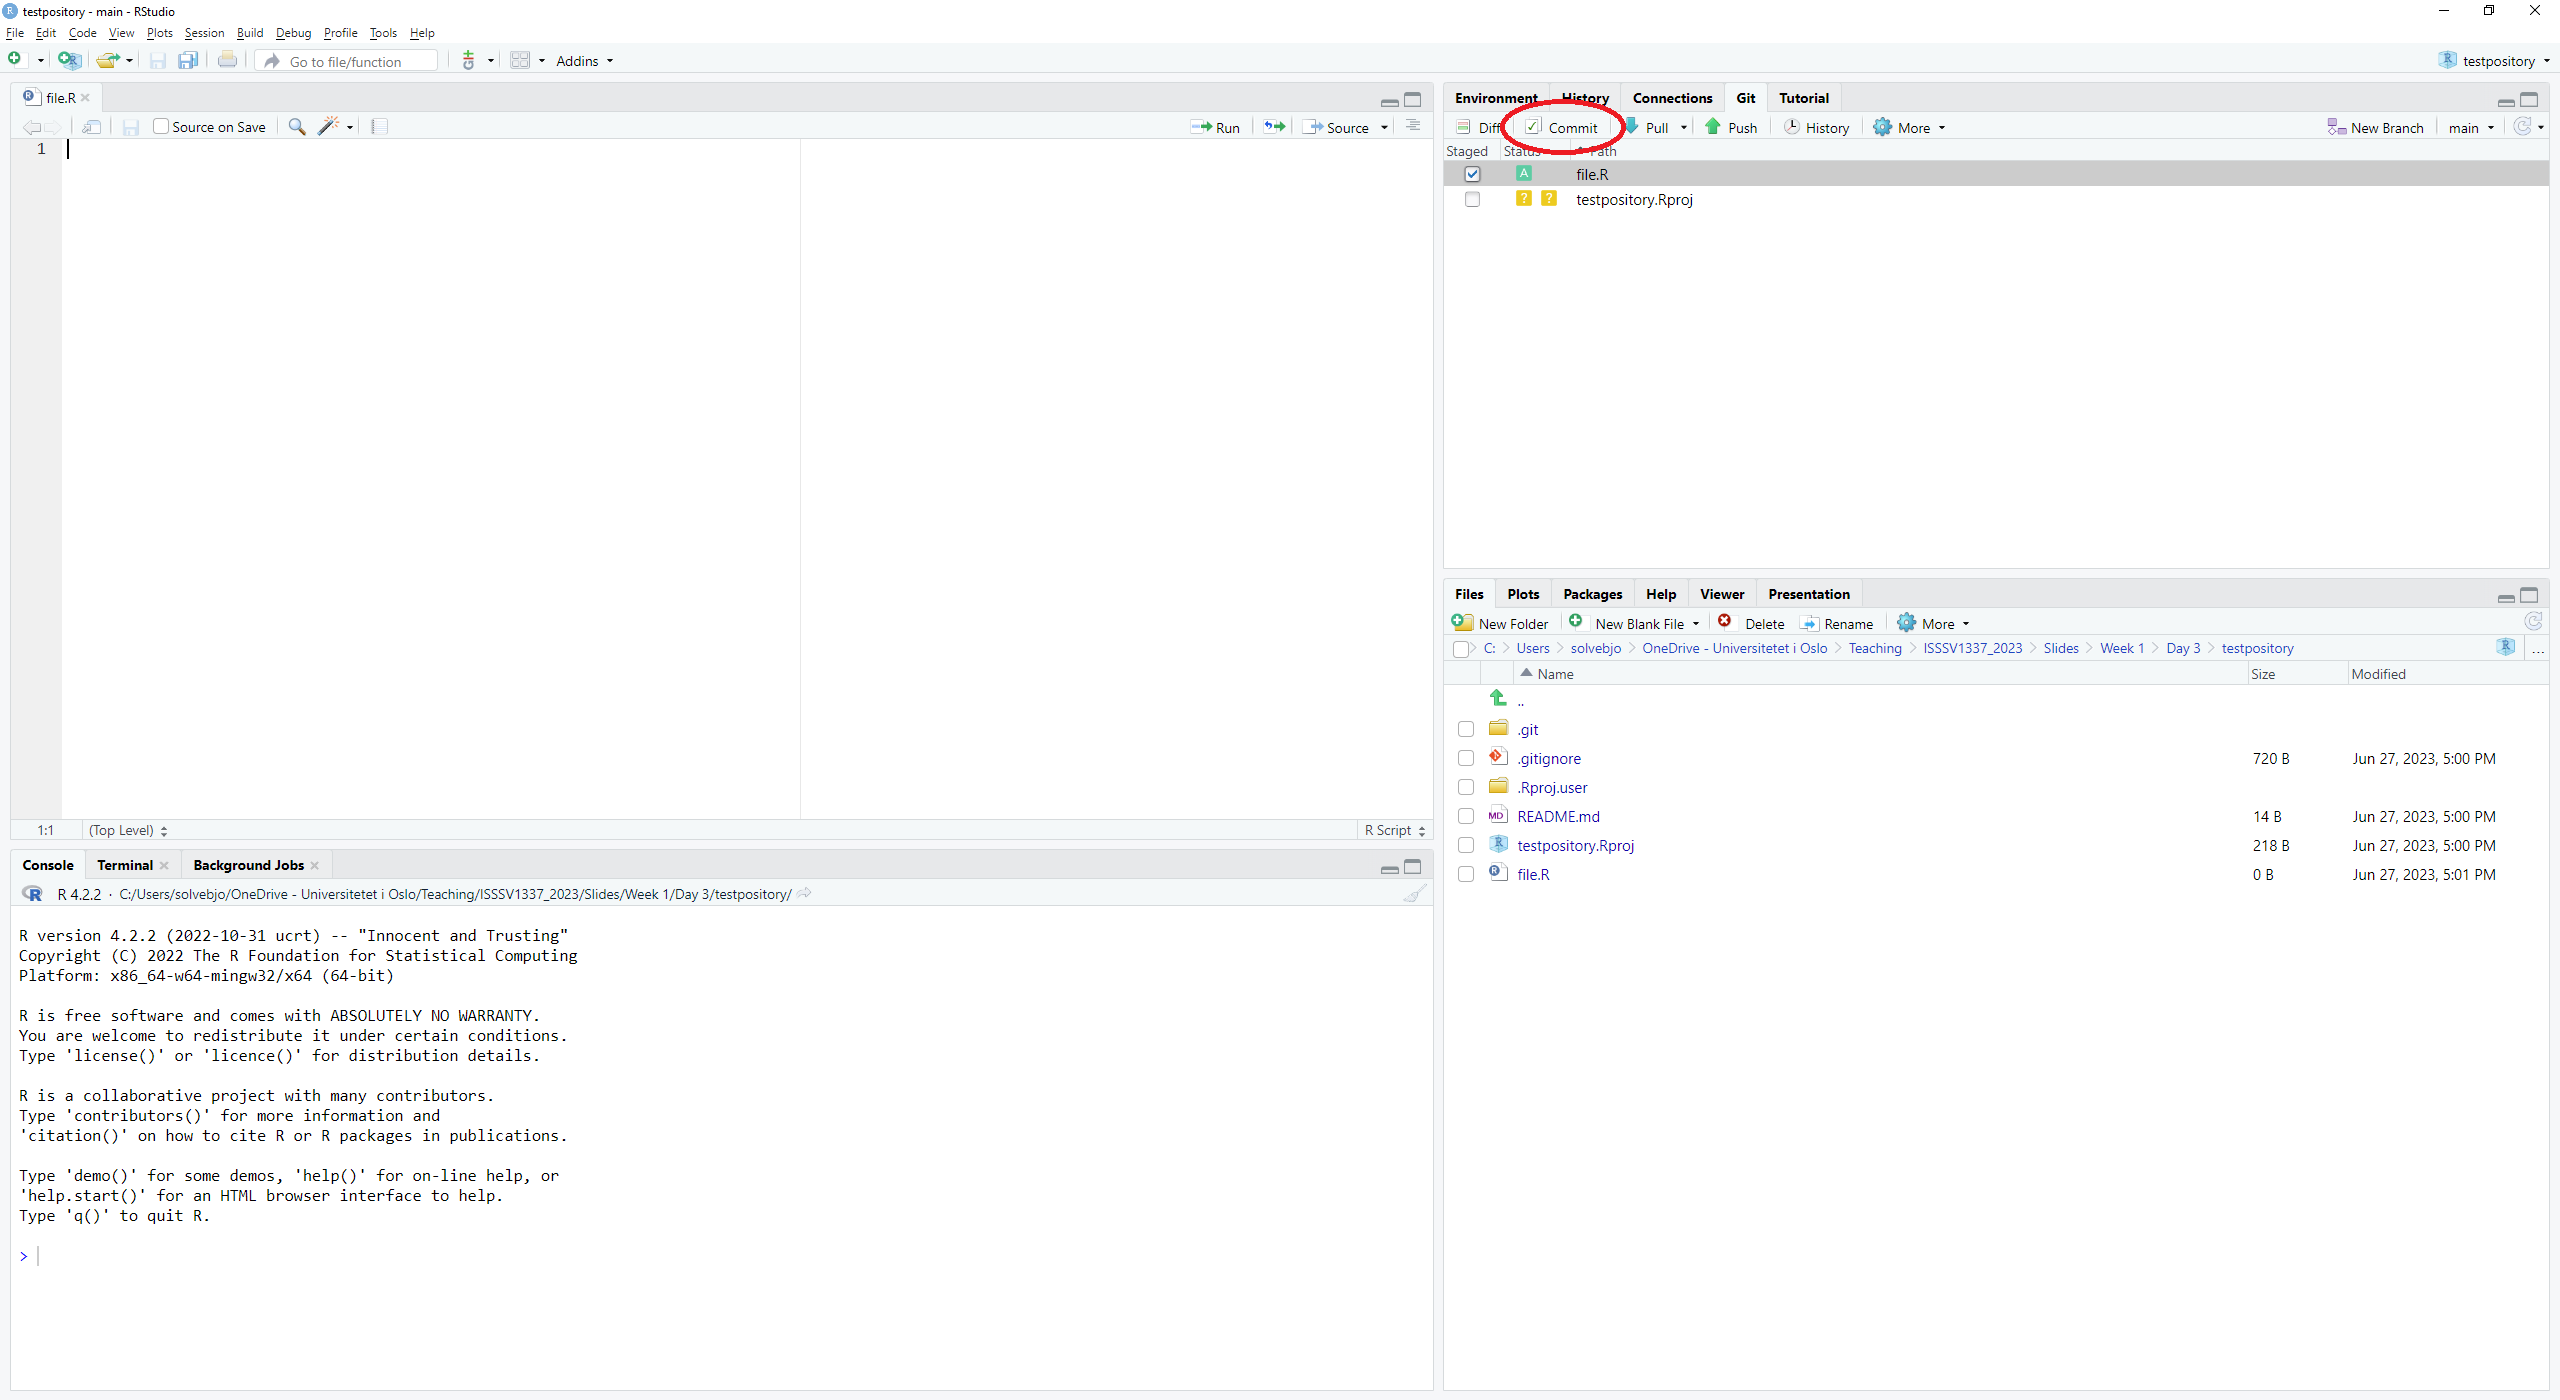 testpository - main - RStudio
File Edit Code View Plots Session Build Debug Profile Tools Help
Go to file/function Addins testpository
file.R
Source on Save Run Source
1
1:1 (Top Level) R Script
Console Terminal Background Jobs
R 4.2.2 · C:/Users/solvebjo/OneDrive - Universitetet i Oslo/Teaching/ISSSV1337_2023/Slides/Week 1/Day 3/testpository/
R version 4.2.2 (2022-10-31 ucrt) -- "Innocent and Trusting"
Copyright (C) 2022 The R Foundation for Statistical Computing
Platform: x86_64-w64-mingw32/x64 (64-bit)
R is free software and comes with ABSOLUTELY NO WARRANTY.
You are welcome to redistribute it under certain conditions.
Type 'license()' or 'licence()' for distribution details.
R is a collaborative project with many contributors.
Type 'contributors()' for more information and
'citation()' on how to cite R or R packages in publications.
Type 'demo()' for some demos, 'help()' for on-line help, or
'help.start()' for an HTML browser interface to help.
Type 'q()' to quit R.
>
Environment History Connections Git Tutorial
Diff Commit Pull Push History More New Branch main
Staged Status Path
A file.R
? ? testpository.Rproj
Files Plots Packages Help Viewer Presentation
New Folder New Blank File Delete Rename More
C: Users solvebjo OneDrive - Universitetet i Oslo Teaching ISSSV1337_2023 Slides Week 1 Day 3 testpository ...
Name Size Modified
..
.git
.gitignore 720 B Jun 27, 2023, 5:00 PM
.Rproj.user
README.md 14 B Jun 27, 2023, 5:00 PM
testpository.Rproj 218 B Jun 27, 2023, 5:00 PM
file.R 0 B Jun 27, 2023, 5:01 PM